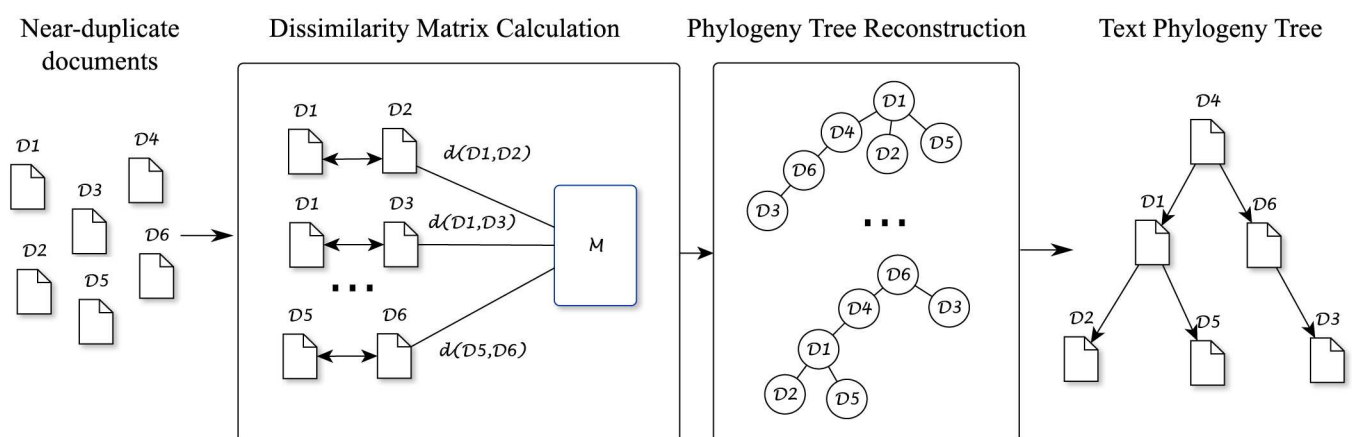 Near-duplicate
documents
D1
D4
D3
D2
D6
D5
Dissimilarity Matrix Calculation
D1
D2
d(D1,D2)
D1
D3
d(D1,D3)
...
D5
D6
d(D5,D6)
M
Phylogeny Tree Reconstruction
D1
D4
D2
D5
D6
D3
...
D6
D4
D3
D1
D2
D5
Text Phylogeny Tree
D4
D1
D6
D2
D5
D3